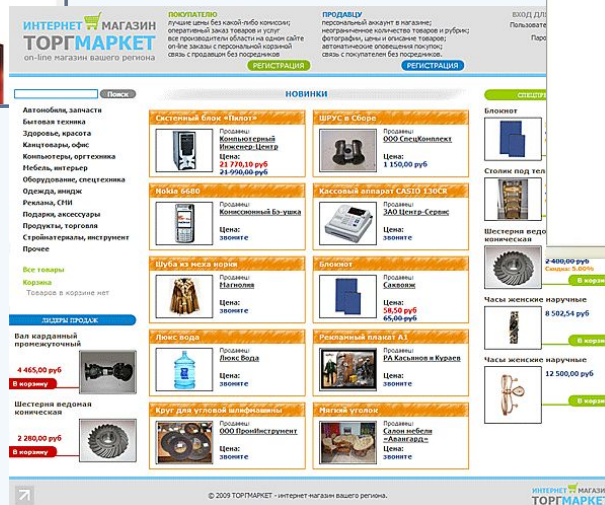 ИНТЕРНЕТ МАГАЗИН
ТОРГМАРКЕТ
on-line магазин вашего региона
ПОКУПАТЕЛЮ
лучшие цены без какой-либо комиссии;
оперативный заказ товаров и услуг
все производители области на одном сайте
on-line заказы с персональной корзиной
связь с продавцом без посредников
РЕГИСТРАЦИЯ
ПРОДАВЦУ
персональный аккаунт в магазине;
неограниченное количество товаров и рубрик;
фотографии, цены и описание товаров;
автоматические оповещения покупок;
связь с покупателем без посредников.
РЕГИСТРАЦИЯ
ВХОД ДЛЯ
Пользовате
Паро
Поиск
Автомобили, запчасти
Бытовая техника
Здоровье, красота
Канцтовары, офис
Компьютеры, оргтехника
Мебель, интерьер
Оборудование, спецтехника
Одежда, имидж
Реклама, СМИ
Подарки, аксессуары
Продукты, торговля
Стройматериалы, инструмент
Прочее
Все товары
Корзина
Товаров в корзине нет
ЛИДЕРЫ ПРОДАЖ
Вал карданный
промежуточный
4 465,00 руб
В корзину
Шестерня ведомая
коническая
2 280,00 руб
В корзину
НОВИНКИ
Системный блок «Пилот»
Продавец:
Компьютерный
Инженер-Центр
Цена:
21 770,10 руб
21 990,00 руб
ШРУС в Сборе
Продавец:
ООО СпецКомплект
Цена:
1 150,00 руб
Nokia 6680
Продавец:
Комиссионный Бэ-ушка
Цена:
звоните
Кассовый аппарат CASIO 130CR
Продавец:
ЗАО Центр-Сервис
Цена:
звоните
Шуба из меха норки
Продавец:
Магнолия
Цена:
звоните
Блокнот
Продавец:
Саквояж
Цена:
58,50 руб
65,00 руб
Люкс вода
Продавец:
Люкс Вода
Цена:
звоните
Рекламный плакат А1
Продавец:
РА Касьянов и Кураев
Цена:
звоните
Круг для угловой шлифмашины
Продавец:
ООО ПромИнструмент
Цена:
звоните
Мягкий уголок
Продавец:
Салон мебели
«Авангард»
Цена:
звоните
СПЕЦПР
Блокнот
Столик под тел
Шестерня ведо
коническая
2 400,00 руб
Скидка: 5.00%
В корзи
Часы женские наручные
8 502,54 руб
В корзи
Часы женские наручные
12 500,00 руб
В корзи
© 2009 ТОРГМАРКЕТ - интернет-магазин вашего региона.
ИНТЕРНЕТ МАГАЗИ
ТОРГМАРКЕТ